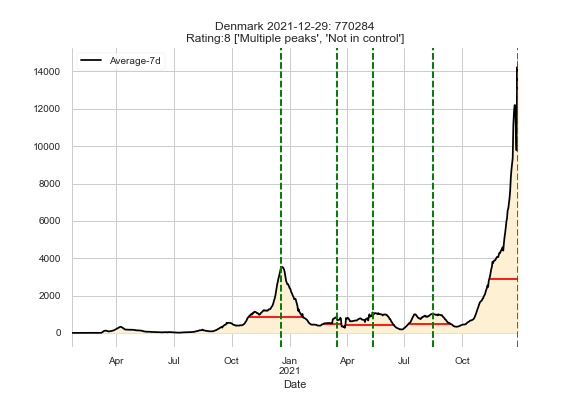 Denmark 2021-12-29: 770284
Rating:8 ['Multiple peaks', 'Not in control']
Average-7d
14000
12000
10000
8000
6000
4000
2000
0
Apr Jul Oct Jan Apr Jul Oct
2021
Date